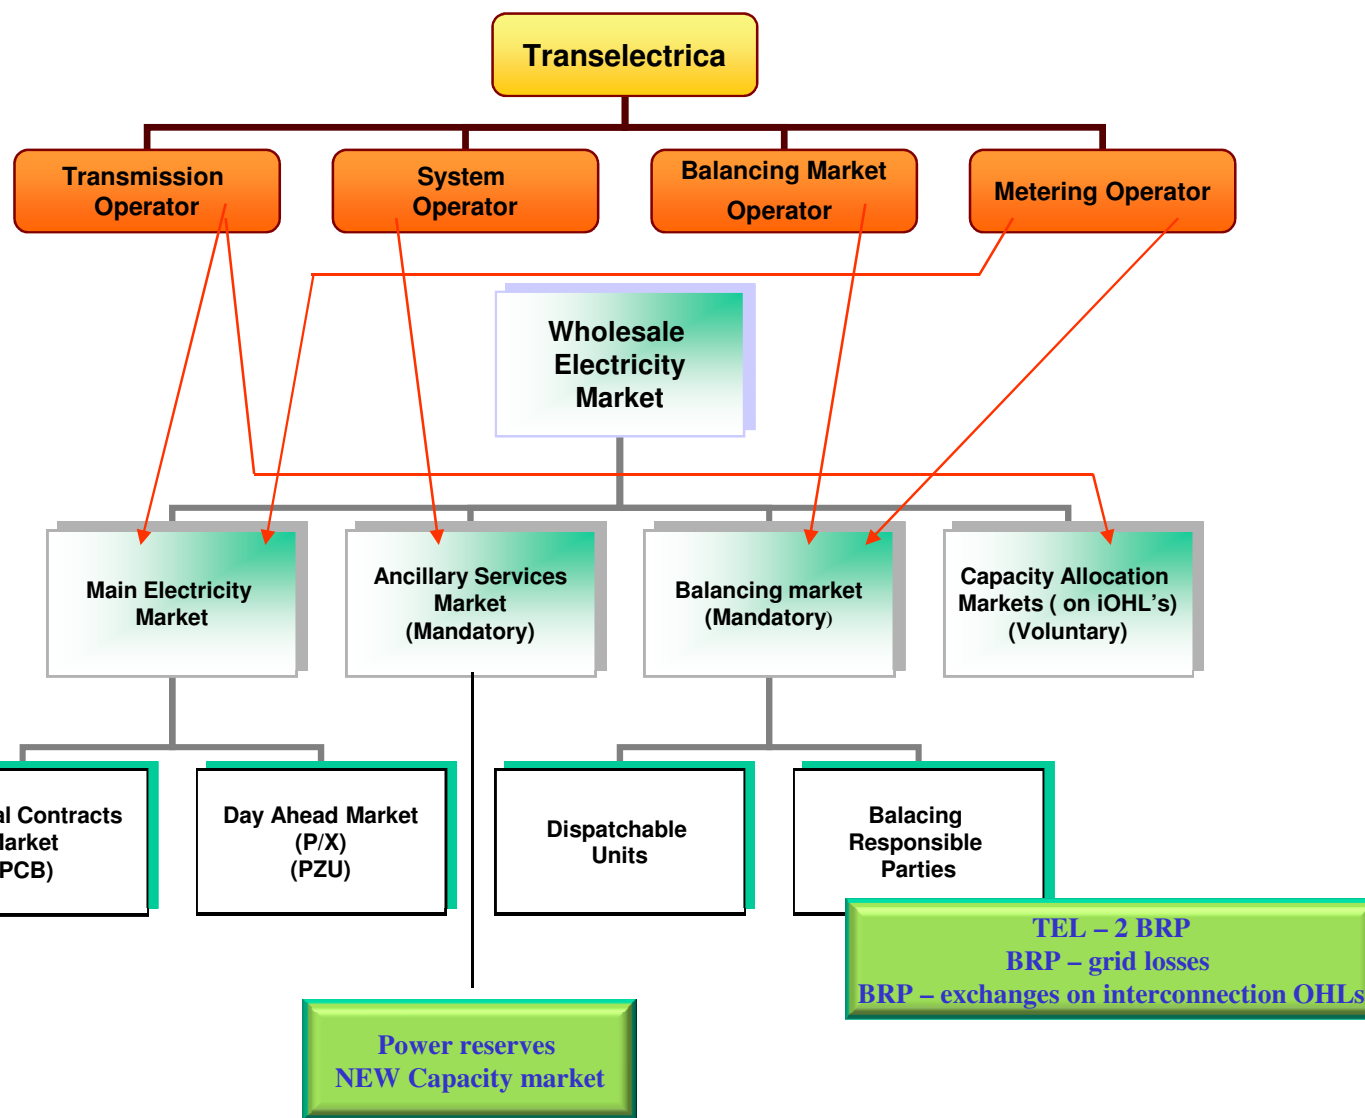 Transelectrica
Transmission
Operator
System
Operator
Balancing Market
Operator
Metering Operator
Wholesale
Electricity
Market
Main Electricity
Market
Ancillary Services
Market
(Mandatory)
Balancing market
(Mandatory)
Capacity Allocation
Markets ( on iOHL's)
(Voluntary)
Contracts
Day Ahead Market
(P/X)
(PZU)
Dispatchable
Units
Balacing
Responsible
Parties
TEL – 2 BRP
BRP – grid losses
BRP – exchanges on interconnection OHLs
Power reserves
NEW Capacity market